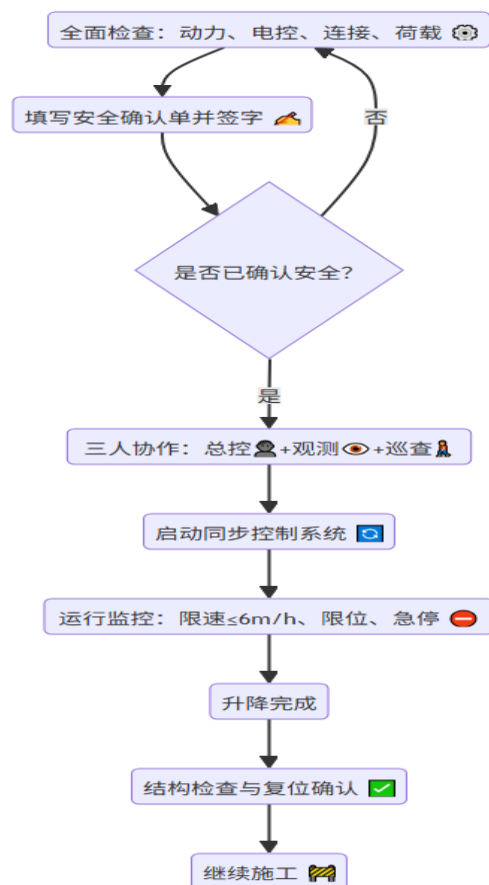 全面检查：动力、电控、连接、荷载 ⚙️
填写安全确认单并签字 ✍️
否
是否已确认安全？
是
三人协作：总控👤+观测👁️+巡查🧎
启动同步控制系统 🔄
运行监控：限速≤6m/h、限位、急停 ⛔
升降完成
结构检查与复位确认 ✅
继续施工 🚧